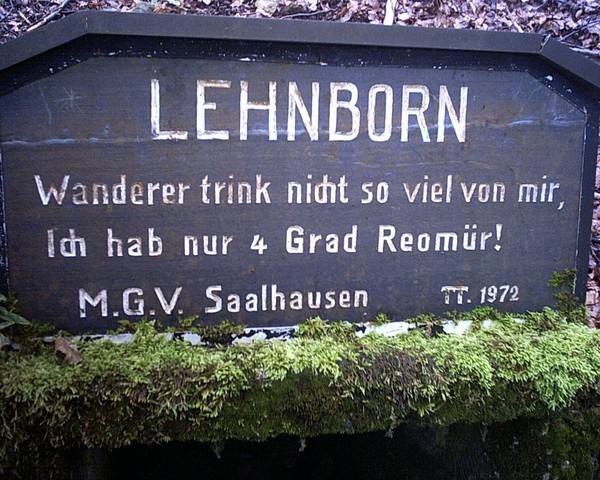 LEHNBORN
Wanderer trink nicht so viel von mir,
Ich hab nur 4 Grad Reomür!
M.G.V. Saalhausen TT. 1972